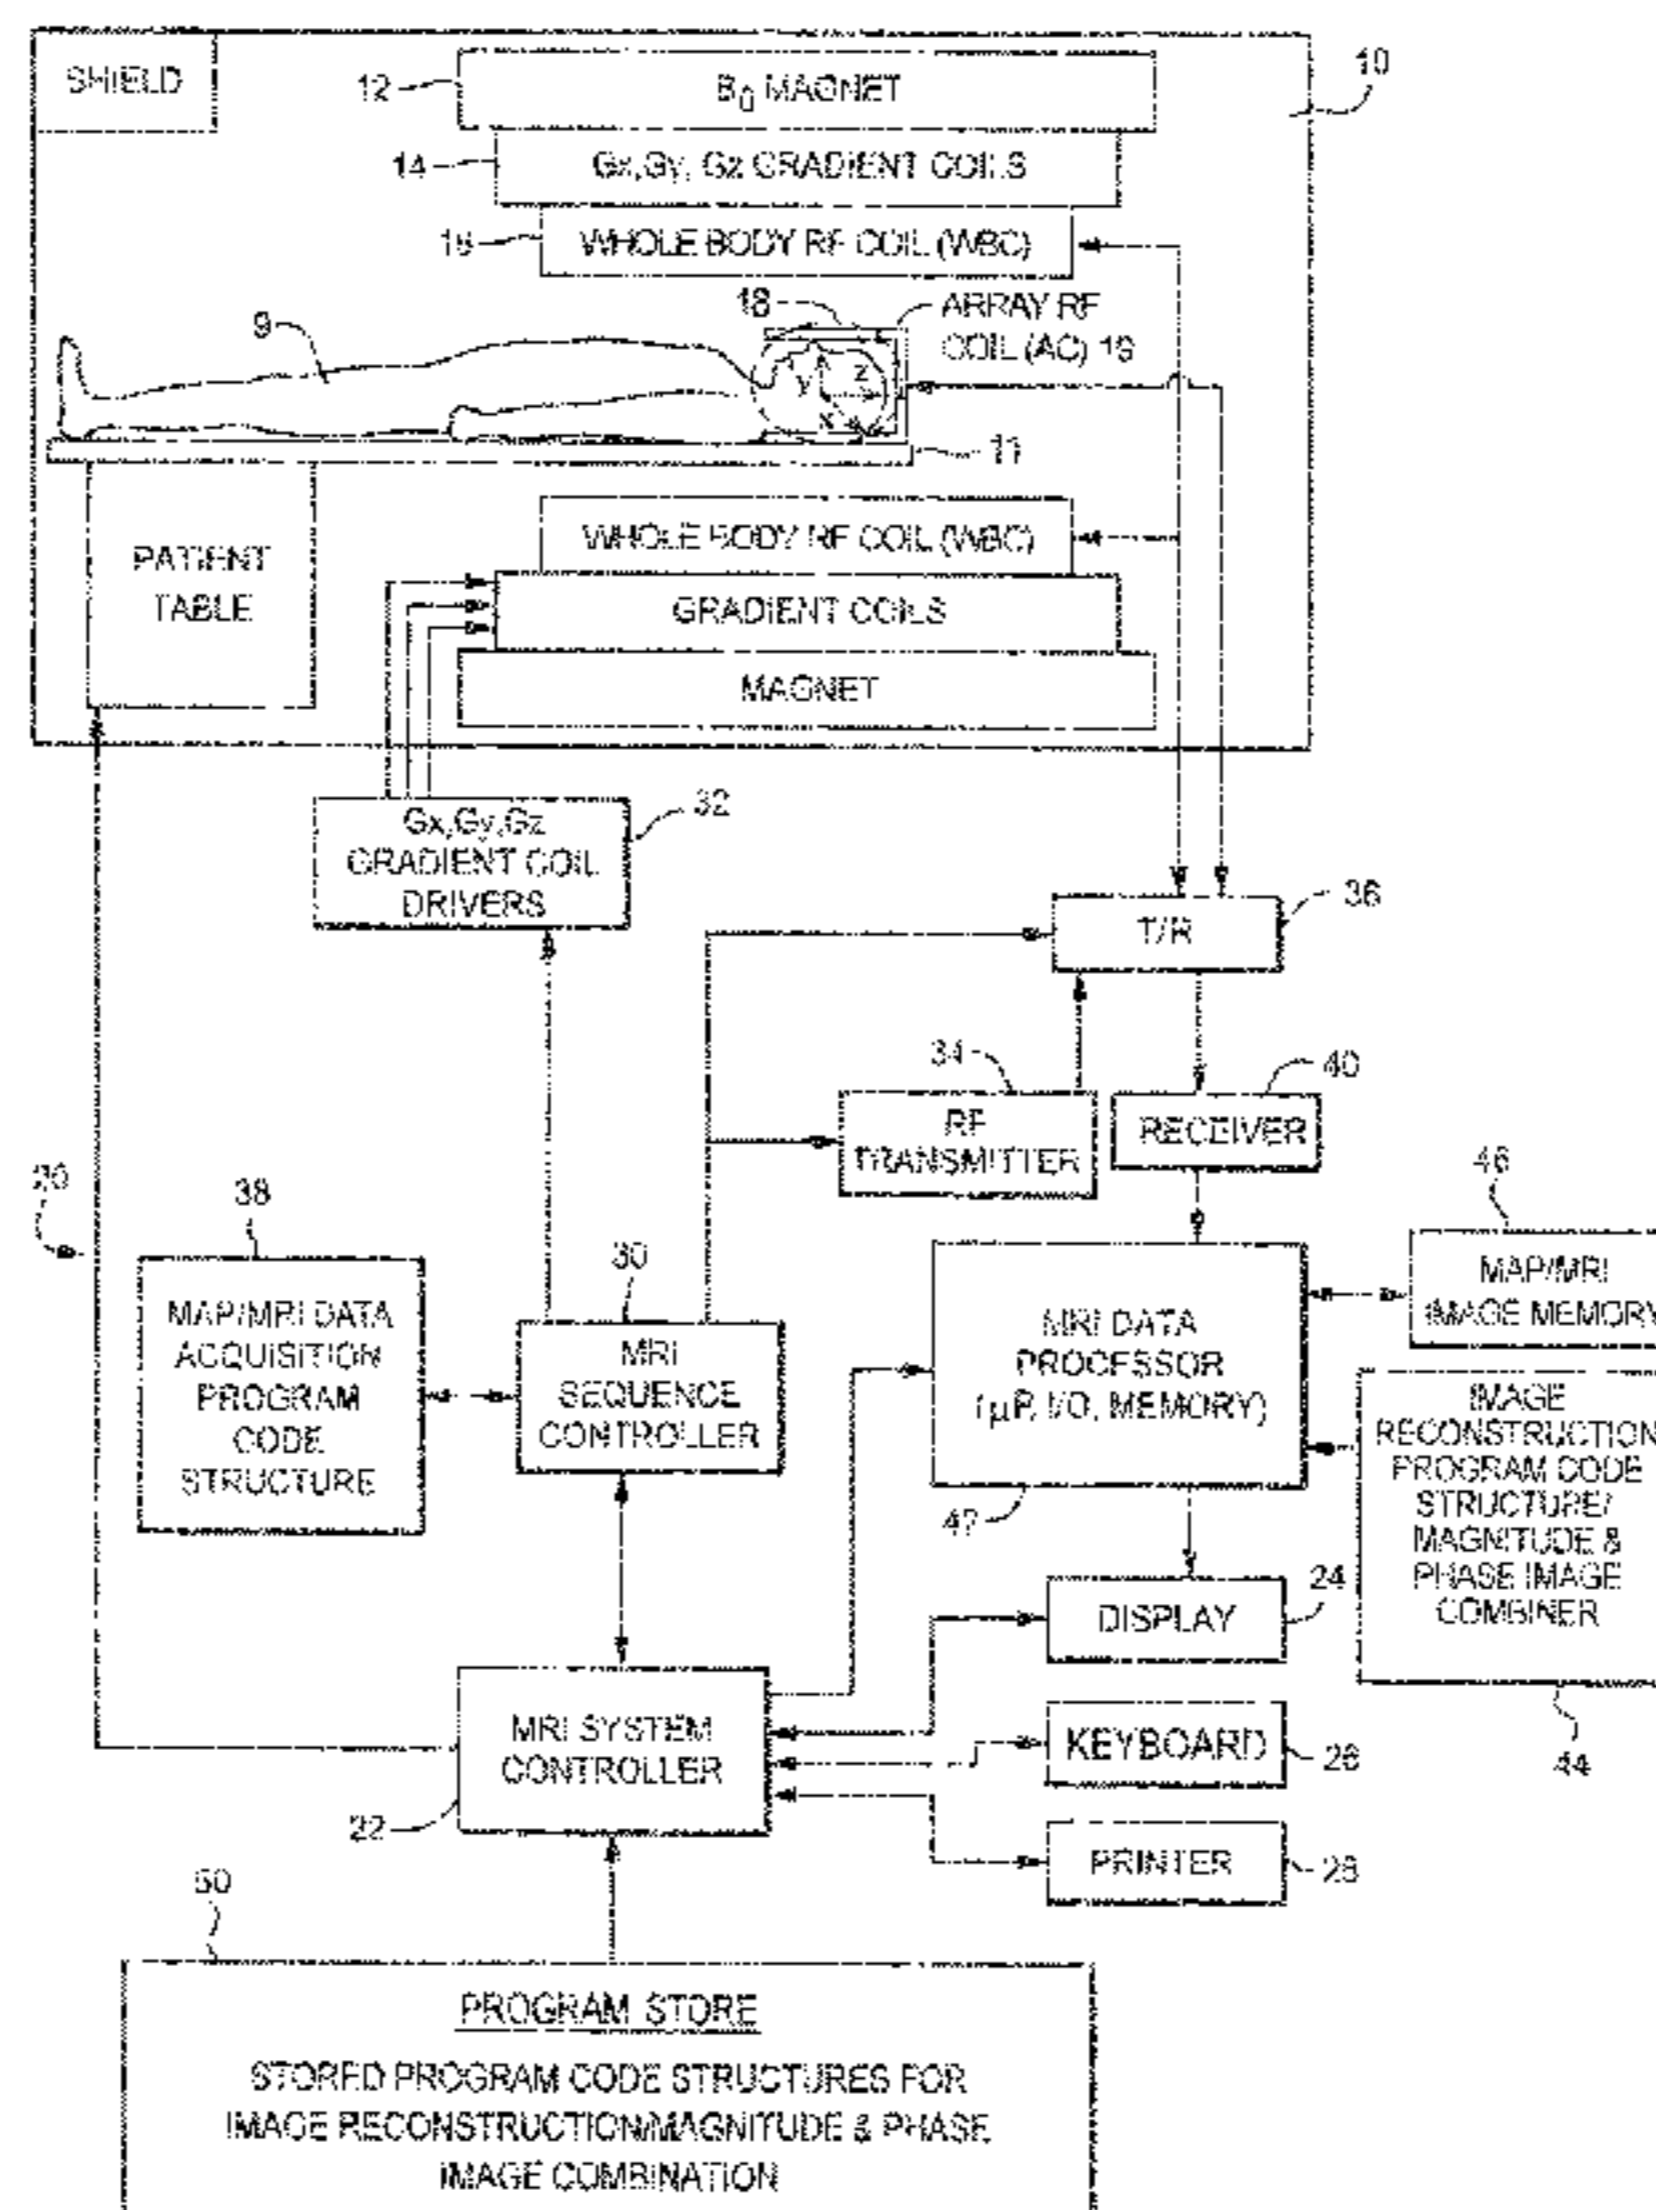 SHIELD
10
12
B0 MAGNET
14
Gx,Gy, Gz GRADIENT COILS
16
WHOLE BODY RF COIL (WBC)
18
ARRAY RF
COIL (AC) 19
9
y
z
x
11
WHOLE BODY RF COIL (WBC)
PATIENT
TABLE
GRADIENT COILS
MAGNET
Gx,Gy,Gz
GRADIENT COIL
DRIVERS
32
36
T/R
34
40
RF
TRANSMITTER
RECEIVER
20
38
30
46
MAP/MRI DATA
ACQUISITION
PROGRAM
CODE
STRUCTURE
MRI
SEQUENCE
CONTROLLER
MRI DATA
PROCESSOR
(μP, I/O, MEMORY)
42
MAP/MRI
IMAGE MEMORY
IMAGE
RECONSTRUCTION
PROGRAM CODE
STRUCTURE/
MAGNITUDE &
PHASE IMAGE
COMBINER
44
DISPLAY
24
MRI SYSTEM
CONTROLLER
22
KEYBOARD
26
PRINTER
28
50
PROGRAM STORE
STORED PROGRAM CODE STRUCTURES FOR
IMAGE RECONSTRUCTION/MAGNITUDE & PHASE
IMAGE COMBINATION